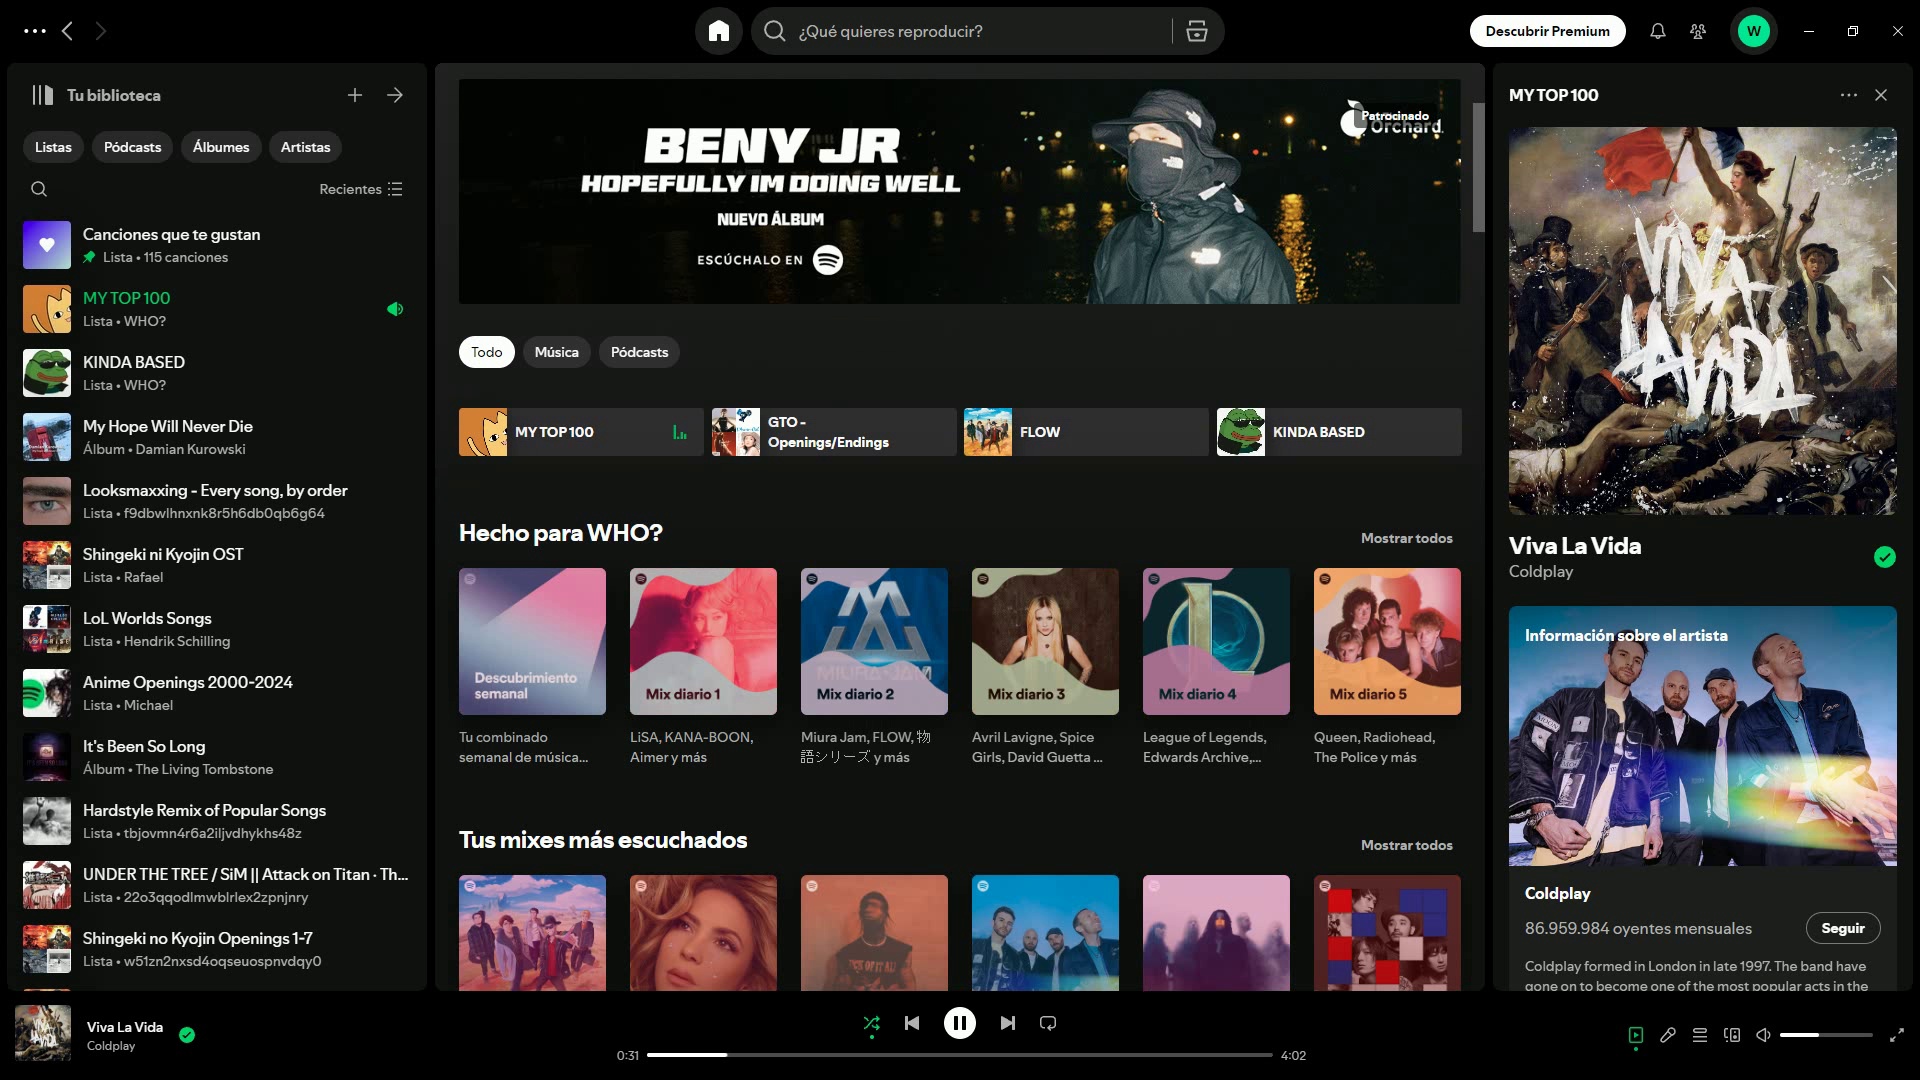 ¿Qué quieres reproducir?
Descubrir Premium
W
Tu biblioteca
Listas
Pódcasts
Álbumes
Artistas
Recientes
Canciones que te gustan
Lista • 115 canciones
MY TOP 100
Lista • WHO?
KINDA BASED
Lista • WHO?
My Hope Will Never Die
Álbum • Damian Kurowski
Looksmaxxing - Every song, by order
Lista • f9dbwlhnxnk8r5h6db0qb6g64
Shingeki ni Kyojin OST
Lista • Rafael
LoL Worlds Songs
Lista • Hendrik Schilling
Anime Openings 2000-2024
Lista • Michael
It's Been So Long
Álbum • The Living Tombstone
Hardstyle Remix of Popular Songs
Lista • tbjovmn4r6a2iljvdhykhs48z
UNDER THE TREE / SiM || Attack on Titan · Th...
Lista • 22o3qqodlmwblrlex2zpnjnry
Shingeki no Kyojin Openings 1-7
Lista • w51zn2nxsd4oqseuospnvdqy0
BENY JR
HOPEFULLY IM DOING WELL
NUEVO ÁLBUM
ESCÚCHALO EN
Patrocinado
Orchard.
Todo
Música
Pódcasts
MY TOP 100
GTO -
Openings/Endings
FLOW
KINDA BASED
Hecho para WHO?
Mostrar todos
Descubrimiento
semanal
Tu combinado
semanal de música...
Mix diario 1
LiSA, KANA-BOON,
Aimer y más
MIURA JAM
Mix diario 2
Miura Jam, FLOW, 物
語シリーズ y más
Mix diario 3
Avril Lavigne, Spice
Girls, David Guetta ...
Mix diario 4
League of Legends,
Edwards Archive,...
Mix diario 5
Queen, Radiohead,
The Police y más
Tus mixes más escuchados
Mostrar todos
MY TOP 100
VIVA
LA VIDA
Viva La Vida
Coldplay
Información sobre el artista
Coldplay
86.959.984 oyentes mensuales
Seguir
Coldplay formed in London in late 1997. The band have
gone on to become one of the most popular acts in the
Viva La Vida
Coldplay
0:31
4:02